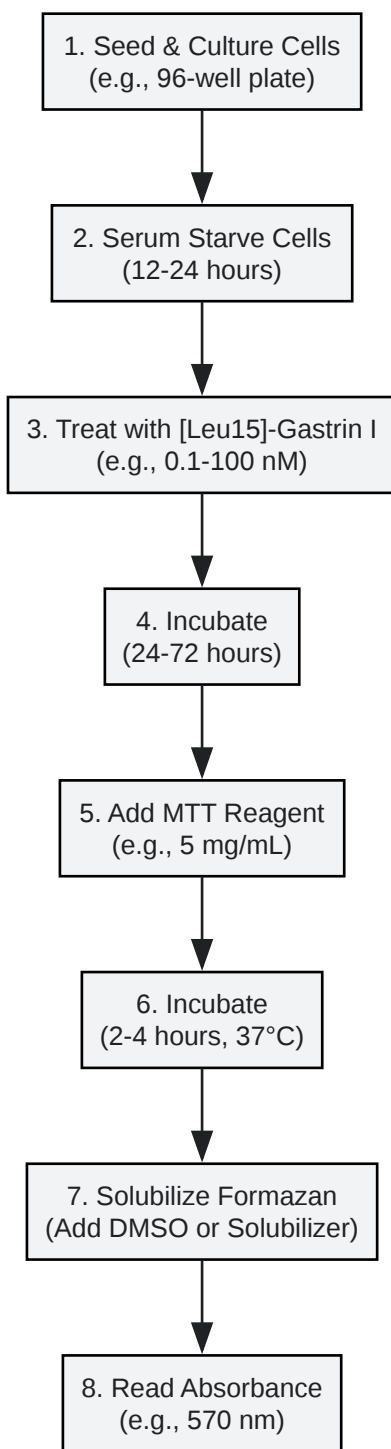 1. Seed & Culture Cells
(e.g., 96-well plate)
2. Serum Starve Cells
(12-24 hours)
3. Treat with [Leu15]-Gastrin I
(e.g., 0.1-100 nM)
4. Incubate
(24-72 hours)
5. Add MTT Reagent
(e.g., 5 mg/mL)
6. Incubate
(2-4 hours, 37°C)
7. Solubilize Formazan
(Add DMSO or Solubilizer)
8. Read Absorbance
(e.g., 570 nm)